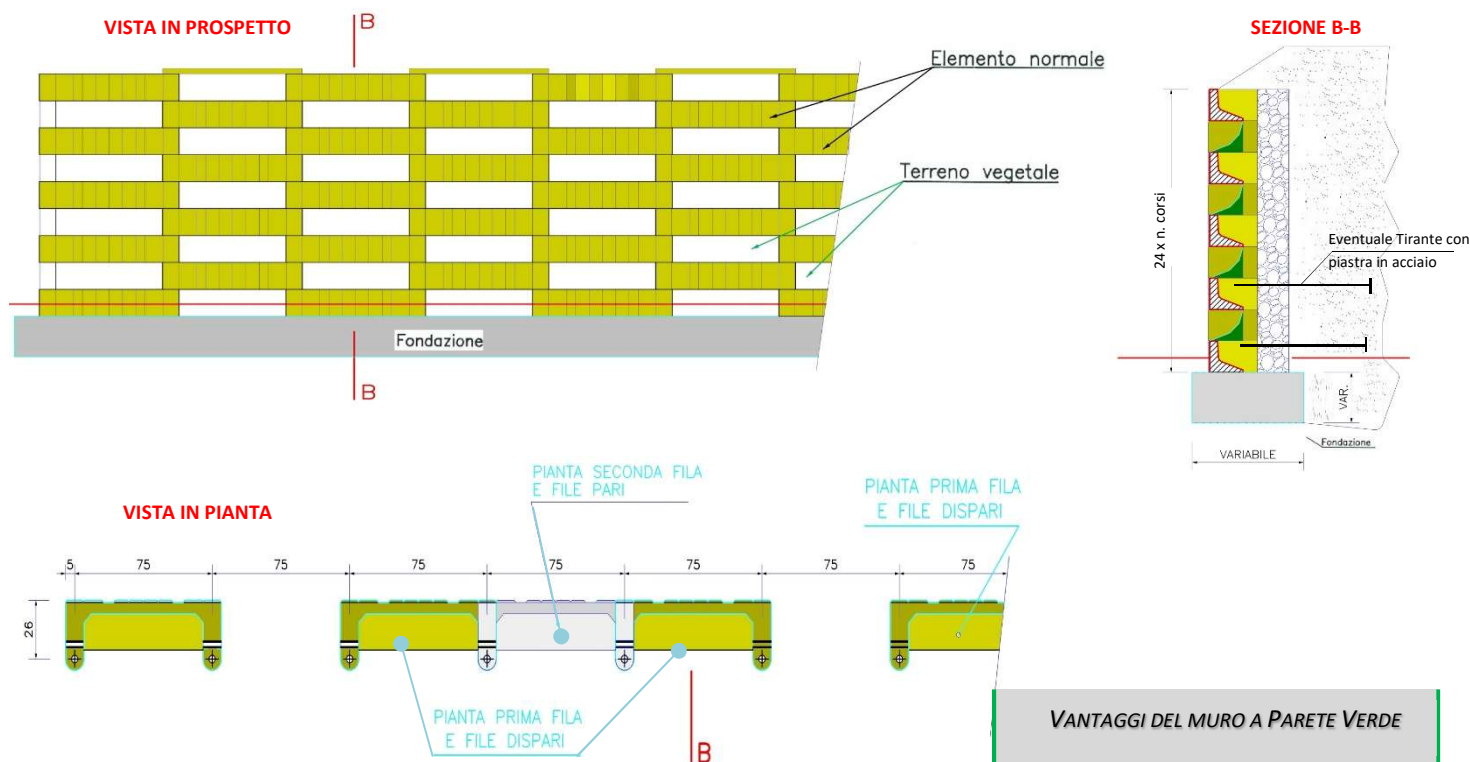 VISTA IN PROSPETTO
B
SEZIONE B-B
Elemento normale
Terreno vegetale
Fondazione
B
24 x n. corsi
Eventuale Tirante con
piastra in acciaio
VAR.
Fondazione
VARIABILE
VISTA IN PIANTA
PIANTA SECONDA FILA
E FILE PARI
PIANTA PRIMA FILA
E FILE DISPARI
5 75 75 75 75 75 75 75
26
PIANTA PRIMA FILA
E FILE DISPARI
B
VANTAGGI DEL MURO A PARETE VERDE